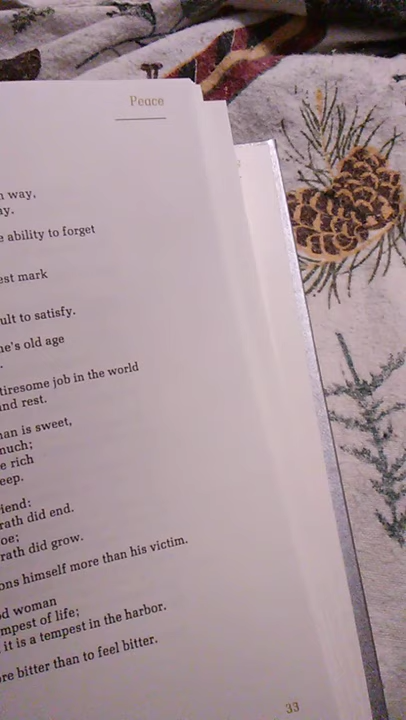 Peace
way,
ay.
ability to forget
est mark
ult to satisfy.
ne's old age
tiresome job in the world
nd rest.
nan is sweet,
nuch;
e rich
eep.
iend:
rath did end.
oe;
rath did grow.
ons himself more than his victim.
d woman
mpest of life;
it is a tempest in the harbor.
re bitter than to feel bitter.
33